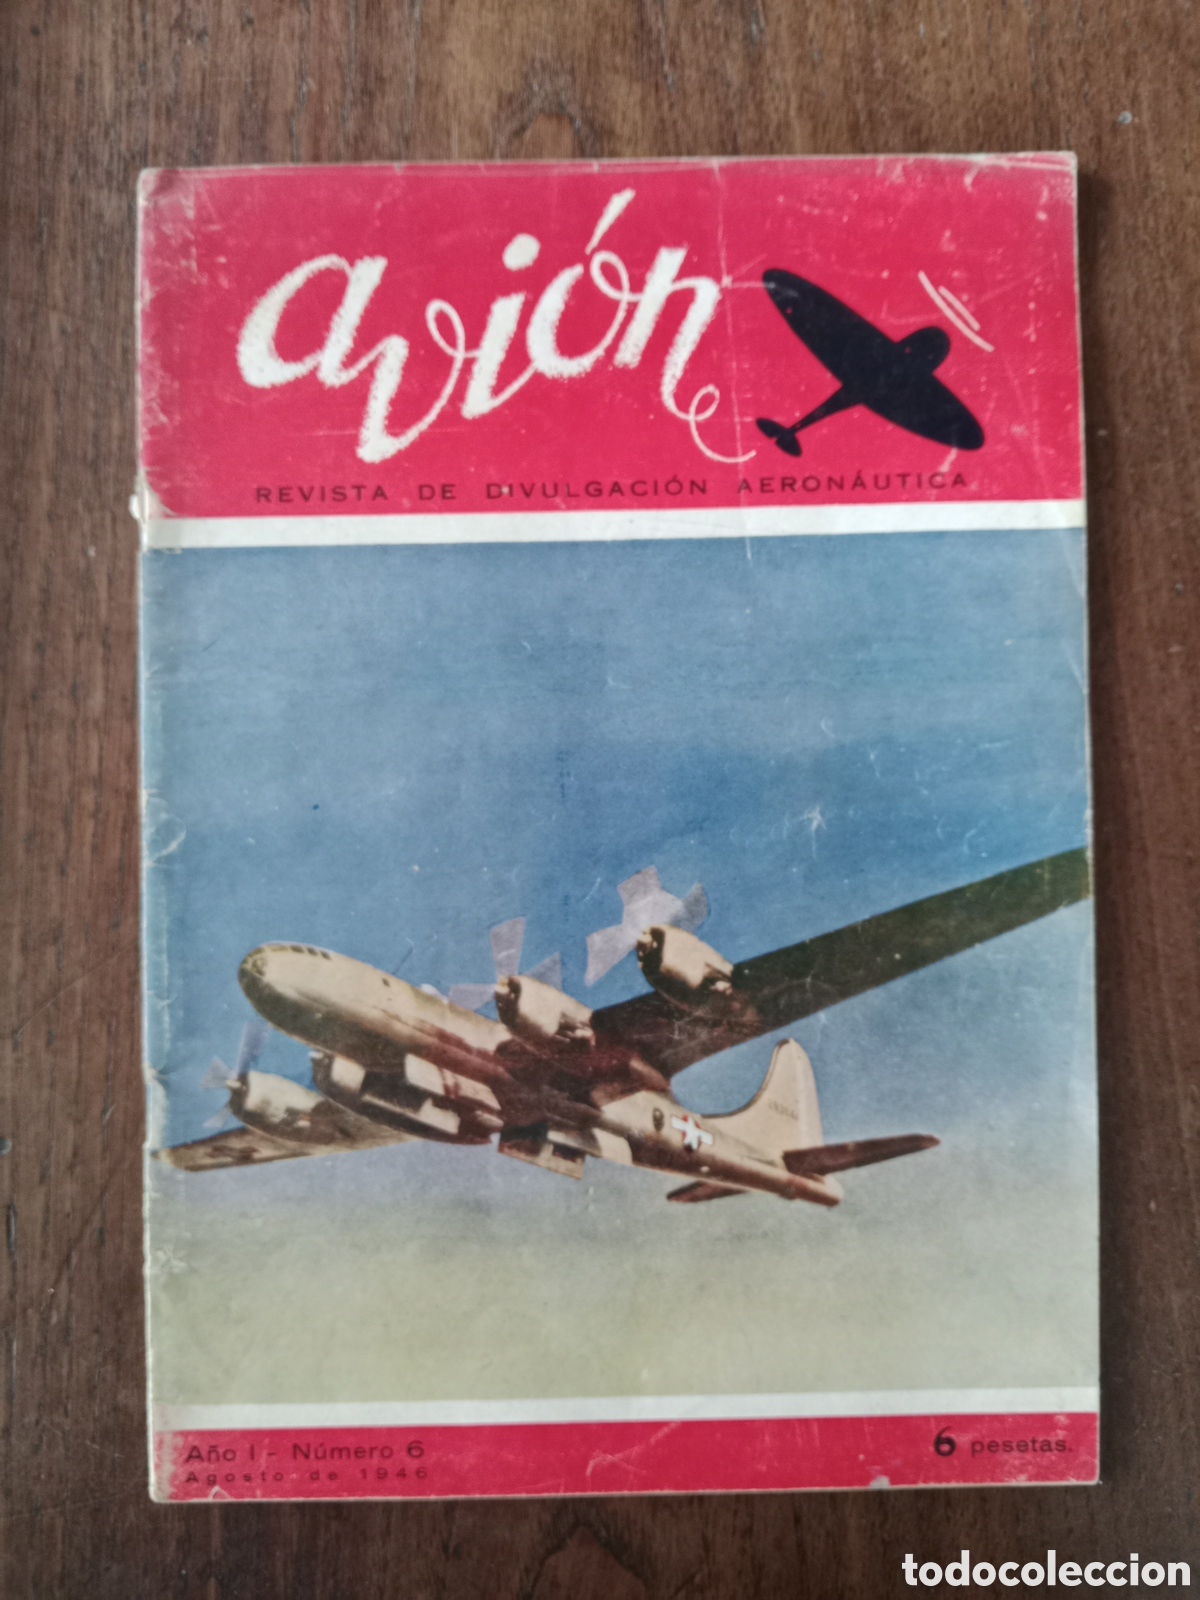 avión
REVISTA DE DIVULGACIÓN AERONÁUTICA
Año I - Número 6
Agosto de 1946
6 pesetas.
todocoleccion